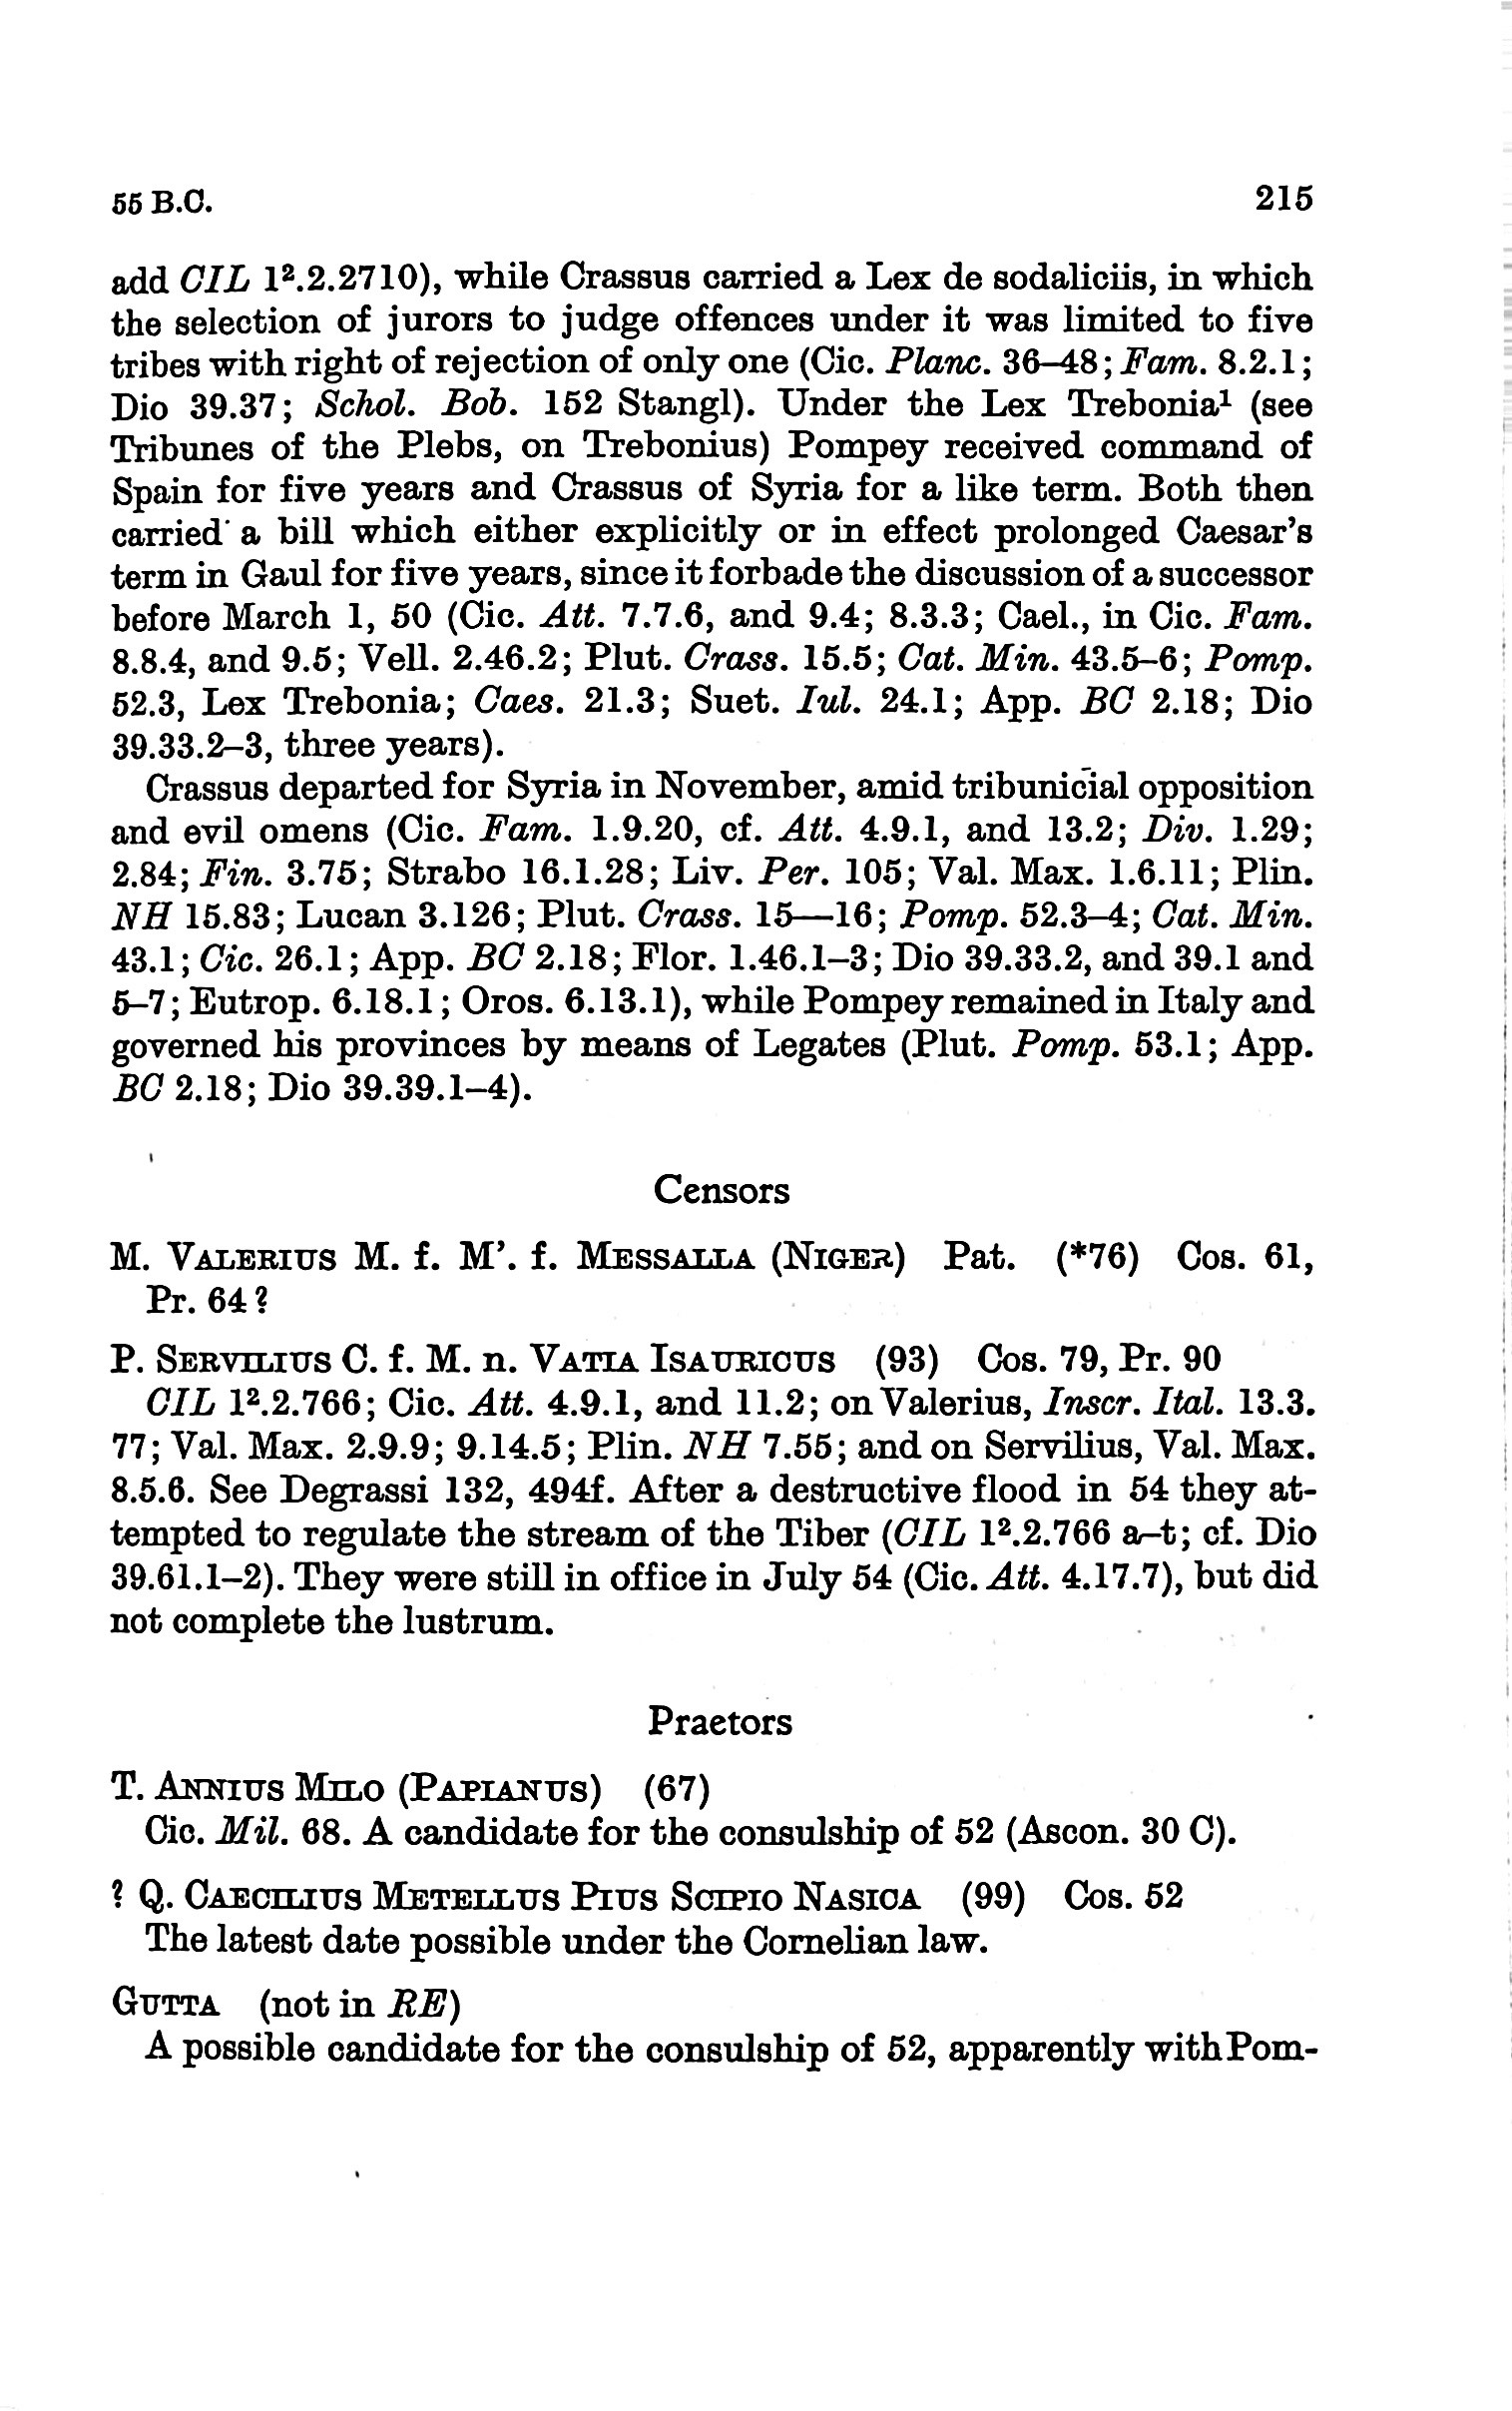 55 B.C. 215
add CIL 1².2.2710), while Crassus carried a Lex de sodaliciis, in which
the selection of jurors to judge offences under it was limited to five
tribes with right of rejection of only one (Cic. Planc. 36–48; Fam. 8.2.1;
Dio 39.37; Schol. Bob. 152 Stangl). Under the Lex Trebonia¹ (see
Tribunes of the Plebs, on Trebonius) Pompey received command of
Spain for five years and Crassus of Syria for a like term. Both then
carried a bill which either explicitly or in effect prolonged Caesar's
term in Gaul for five years, since it forbade the discussion of a successor
before March 1, 50 (Cic. Att. 7.7.6, and 9.4; 8.3.3; Cael., in Cic. Fam.
8.8.4, and 9.5; Vell. 2.46.2; Plut. Crass. 15.5; Cat. Min. 43.5–6; Pomp.
52.3, Lex Trebonia; Caes. 21.3; Suet. Iul. 24.1; App. BC 2.18; Dio
39.33.2–3, three years).
Crassus departed for Syria in November, amid tribunicial opposition
and evil omens (Cic. Fam. 1.9.20, cf. Att. 4.9.1, and 13.2; Div. 1.29;
2.84; Fin. 3.75; Strabo 16.1.28; Liv. Per. 105; Val. Max. 1.6.11; Plin.
NH 15.83; Lucan 3.126; Plut. Crass. 15—16; Pomp. 52.3–4; Cat. Min.
43.1; Cic. 26.1; App. BC 2.18; Flor. 1.46.1–3; Dio 39.33.2, and 39.1 and
5–7; Eutrop. 6.18.1; Oros. 6.13.1), while Pompey remained in Italy and
governed his provinces by means of Legates (Plut. Pomp. 53.1; App.
BC 2.18; Dio 39.39.1–4).
Censors
M. VALERIUS M. f. M'. f. MESSALLA (NIGER) Pat. (*76) Cos. 61,
Pr. 64?
P. SERVILIUS C. f. M. n. VATIA ISAURICUS (93) Cos. 79, Pr. 90
CIL 1².2.766; Cic. Att. 4.9.1, and 11.2; on Valerius, Inscr. Ital. 13.3.
77; Val. Max. 2.9.9; 9.14.5; Plin. NH 7.55; and on Servilius, Val. Max.
8.5.6. See Degrassi 132, 494f. After a destructive flood in 54 they at-
tempted to regulate the stream of the Tiber (CIL 1².2.766 a–t; cf. Dio
39.61.1–2). They were still in office in July 54 (Cic. Att. 4.17.7), but did
not complete the lustrum.
Praetors
T. ANNIUS MILO (PAPIANUS) (67)
Cic. Mil. 68. A candidate for the consulship of 52 (Ascon. 30 C).
? Q. CAECILIUS METELLUS PIUS SCIPIO NASICA (99) Cos. 52
The latest date possible under the Cornelian law.
GUTTA (not in RE)
A possible candidate for the consulship of 52, apparently with Pom-